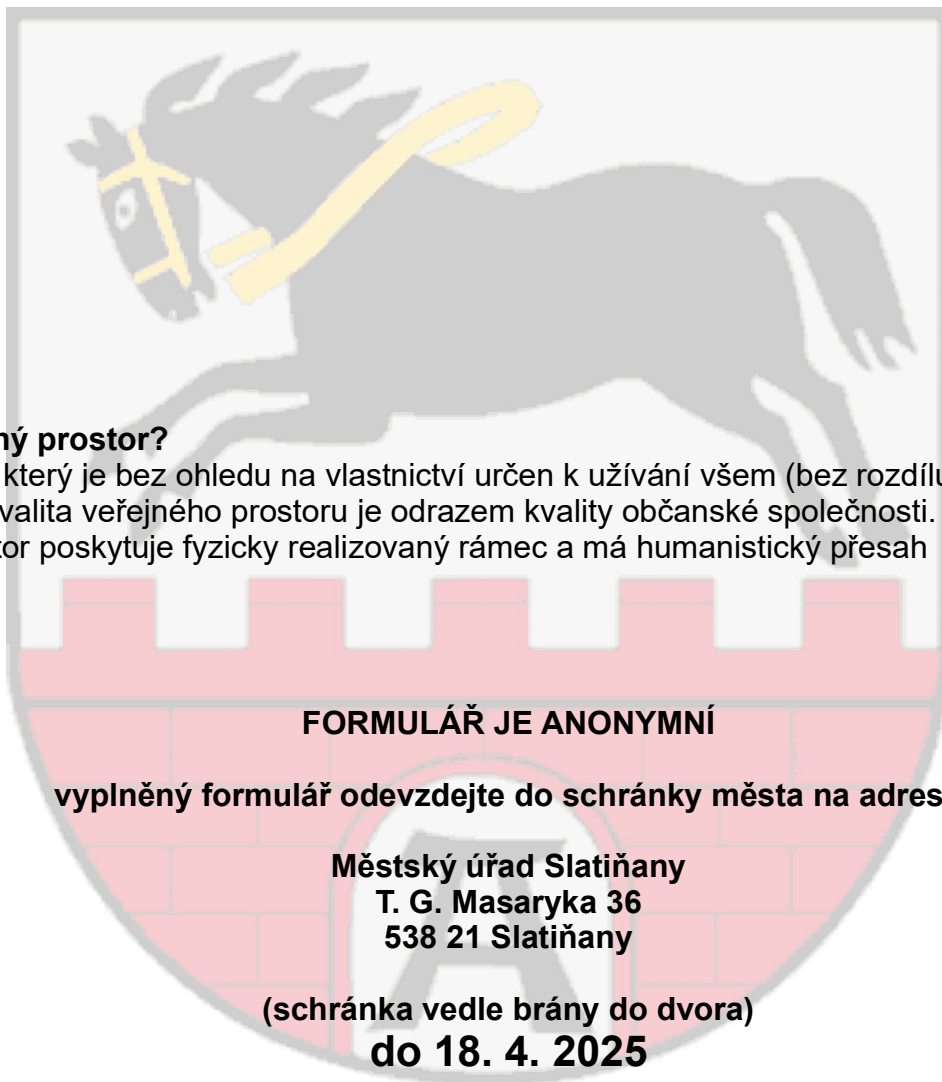 ný prostor?
který je bez ohledu na vlastnictví určen k užívání všem (bez rozdílu
valita veřejného prostoru je odrazem kvality občanské společnosti.
tor poskytuje fyzicky realizovaný rámec a má humanistický přesah
FORMULÁŘ JE ANONYMNÍ
vyplněný formulář odevzdejte do schránky města na adres
Městský úřad Slatiňany
T. G. Masaryka 36
538 21 Slatiňany
(schránka vedle brány do dvora)
do 18. 4. 2025